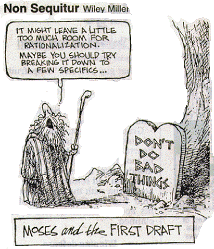 Non Sequitur Wiley Miller
IT MIGHT LEAVE A LITTLE
TOO MUCH ROOM FOR
RATIONALIZATION.
MAYBE YOU SHOULD TRY
BREAKING IT DOWN TO
A FEW SPECIFICS...
DON'T
DO
BAD
THINGS
MOSES and the FIRST DRAFT